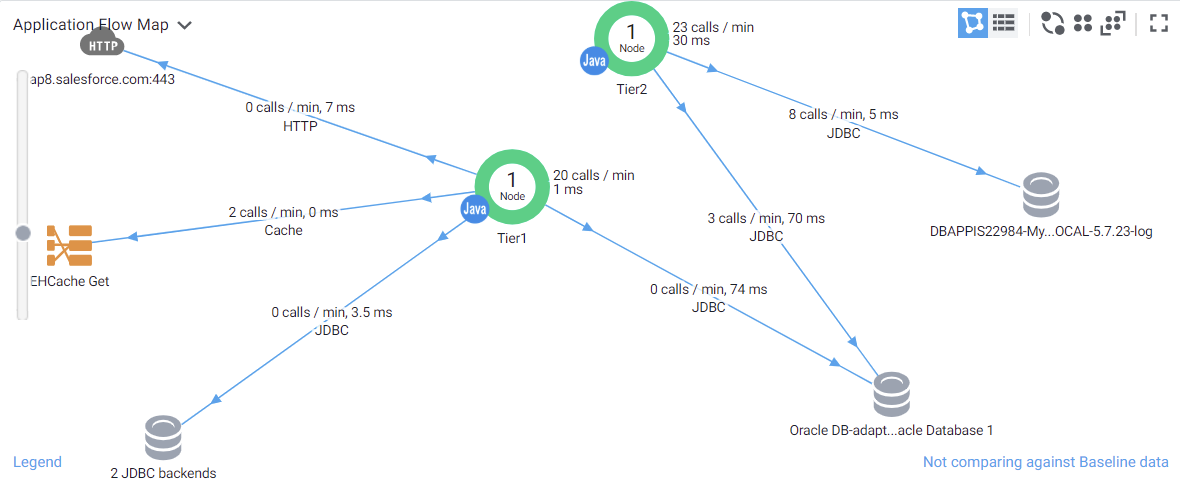 Application Flow Map
HTTP
ap8.salesforce.com:443
0 calls / min, 7 ms
HTTP
1
Node
Java
Tier2
23 calls / min
30 ms
8 calls / min, 5 ms
JDBC
DBAPPIS22984-My...OCAL-5.7.23-log
1
Node
Java
Tier1
20 calls / min
1 ms
2 calls / min, 0 ms
Cache
EHCache Get
3 calls / min, 70 ms
JDBC
0 calls / min, 74 ms
JDBC
0 calls / min, 3.5 ms
JDBC
Oracle DB-adapt...acle Database 1
2 JDBC backends
Legend
Not comparing against Baseline data